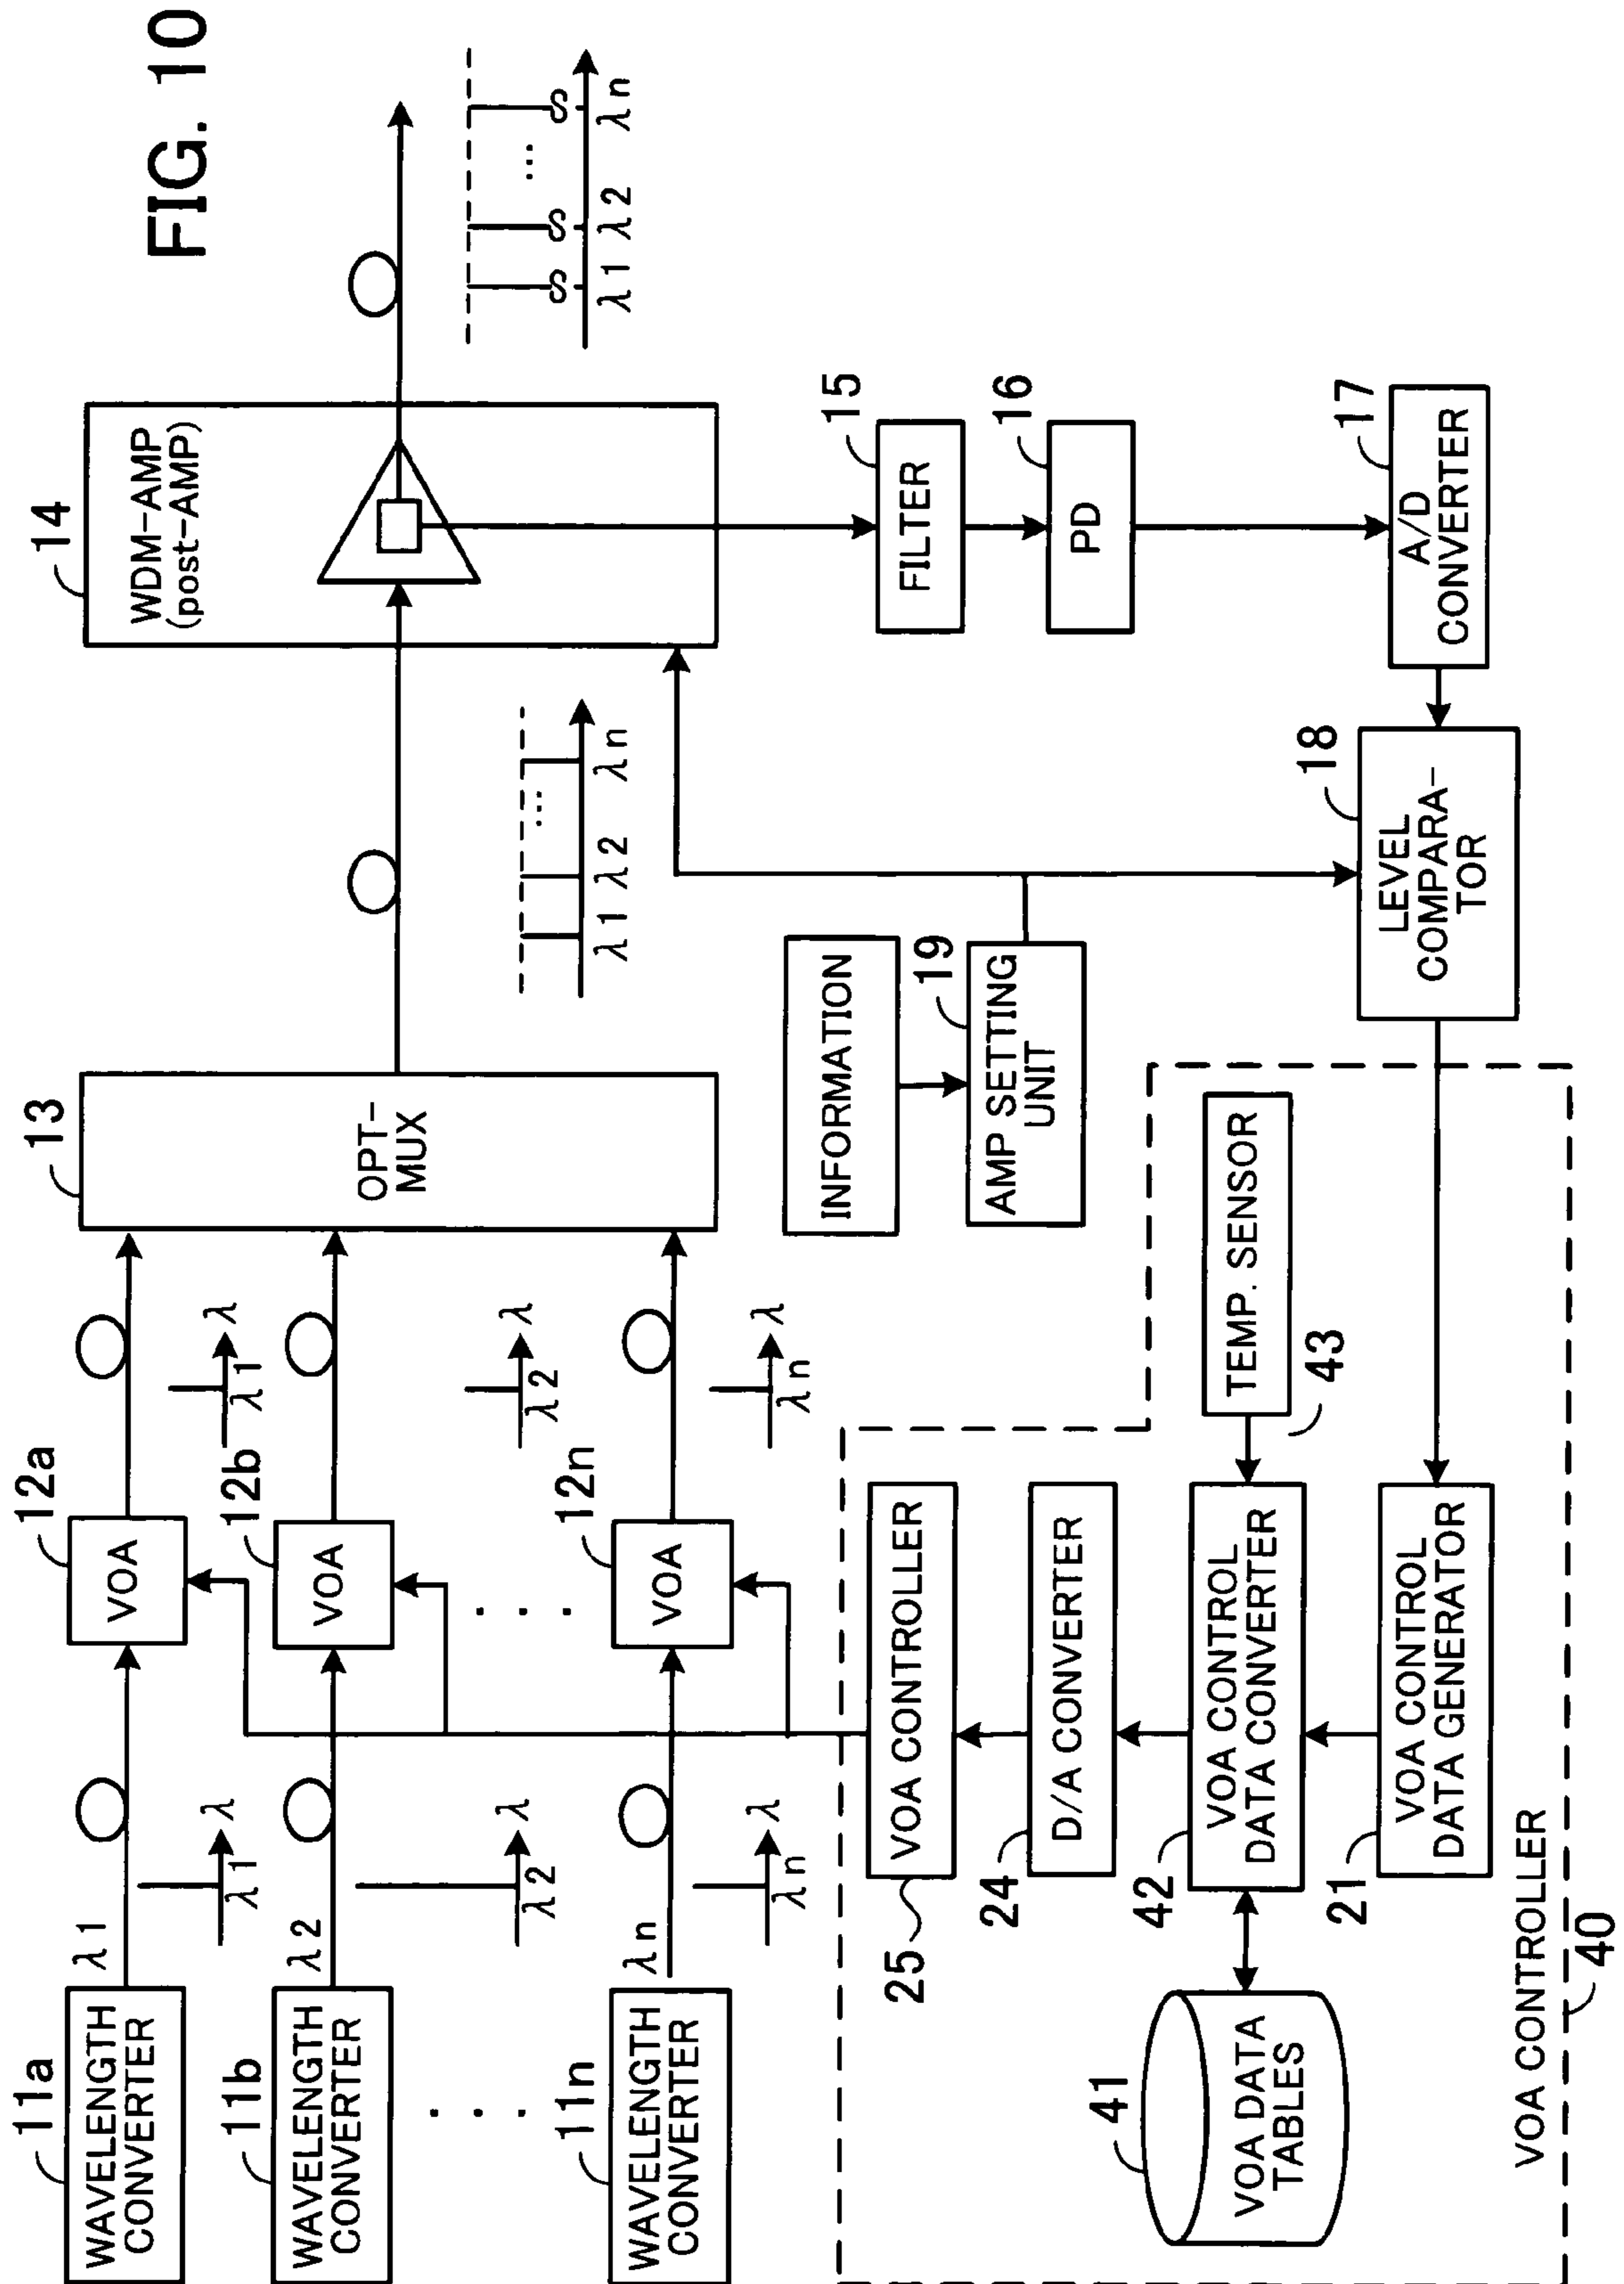 FIG. 10
11a
WAVELENGTH
CONVERTER
λ1
λ1
λ
12a
VOA
λ1
λ
11b
WAVELENGTH
CONVERTER
λ2
λ2
λ
12b
VOA
λ2
λ
11n
WAVELENGTH
CONVERTER
λn
λn
λ
12n
VOA
λn
λ
13
OPT-
MUX
λ1 λ2 ... λn
14
WDM-AMP
(post-AMP)
λ1 λ2 ... λn
15
FILTER
16
PD
17
A/D
CONVERTER
18
LEVEL
COMPARA-
TOR
INFORMATION
19
AMP SETTING
UNIT
25
VOA CONTROLLER
24
D/A CONVERTER
42
VOA CONTROL
DATA CONVERTER
TEMP. SENSOR
43
21
VOA CONTROL
DATA GENERATOR
41
VOA DATA
TABLES
VOA CONTROLLER
40